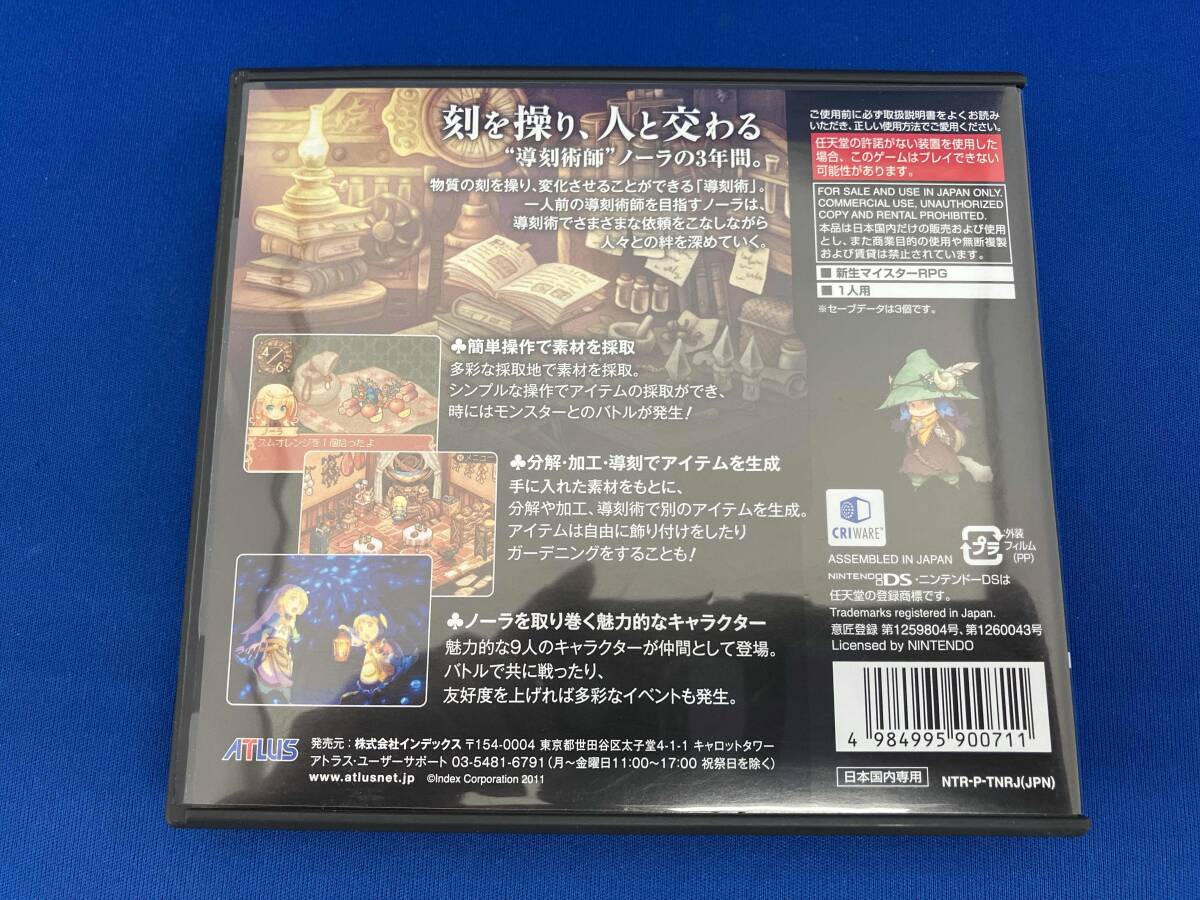 刻を操り、人と交わる
“導刻術師”ノーラの3年間。
物質の刻を操り、変化させることができる「導刻術」。
一人前の導刻術師を目指すノーラは、
導刻術でさまざまな依頼をこなしながら
人々との絆を深めていく。
4/6
ノーラ
スムオレンジを1個拾ったよ
♣簡単操作で素材を採取
多彩な採取地で素材を採取。
シンプルな操作でアイテムの採取ができ、
時にはモンスターとのバトルが発生!
メニュー
♣分解・加工・導刻でアイテムを生成
手に入れた素材をもとに、
分解や加工、導刻術で別のアイテムを生成。
アイテムは自由に飾り付けをしたり
ガーデニングをすることも!
♣ノーラを取り巻く魅力的なキャラクター
魅力的な9人のキャラクターが仲間として登場。
バトルで共に戦ったり、
友好度を上げれば多彩なイベントも発生。
ATLUS
発売元:株式会社インデックス 〒154-0004 東京都世田谷区太子堂4-1-1 キャロットタワー
アトラス・ユーザーサポート 03-5481-6791(月〜金曜日11:00〜17:00 祝祭日を除く)
www.atlusnet.jp ©Index Corporation 2011
ご使用前に必ず取扱説明書をよくお読み
いただき、正しい使用方法でご愛用ください。
任天堂の許諾がない装置を使用した
場合、このゲームはプレイできない
可能性があります。
FOR SALE AND USE IN JAPAN ONLY.
COMMERCIAL USE, UNAUTHORIZED
COPY AND RENTAL PROHIBITED.
本品は日本国内だけの販売および使用
とし、また商業目的の使用や無断複製
および賃貸は禁止されています。
■ 新生マイスターRPG
■ 1人用
※セーブデータは3個です。
CRIWARE™
ASSEMBLED IN JAPAN
プラ
外装
フィルム
(PP)
NINTENDO DS・ニンテンドーDSは
任天堂の登録商標です。
Trademarks registered in Japan.
意匠登録 第1259804号、第1260043号
Licensed by NINTENDO
4 984995 900711
日本国内専用
NTR-P-TNRJ(JPN)